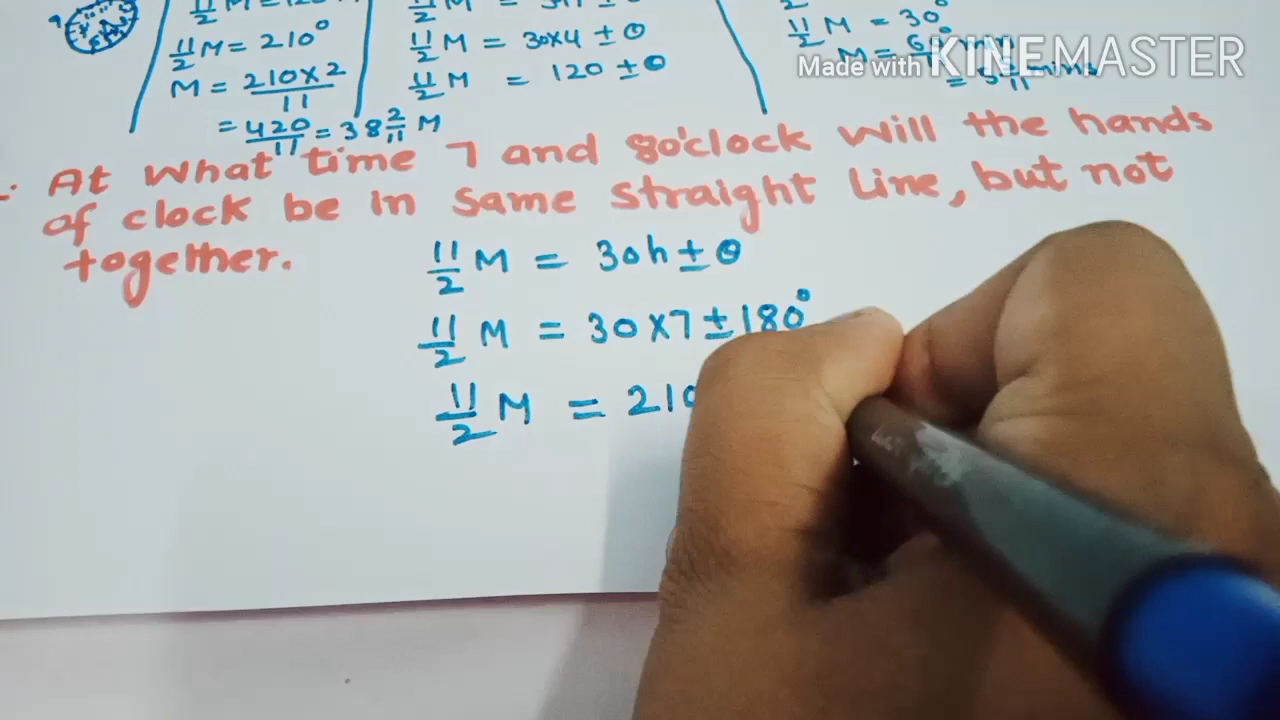 11/2 M = 210°
M = 210×2/11
= 420/11 = 38 2/11 M
11/2 M = 30×4 ± θ
11/2 M = 120 ± θ
11/2 M = 30°
Made with KINEMASTER
At what time 7 and 8o'clock will the hands
of clock be in same straight line, but not
together.
11/2 M = 30h ± θ
11/2 M = 30×7 ± 180°
11/2 M = 210